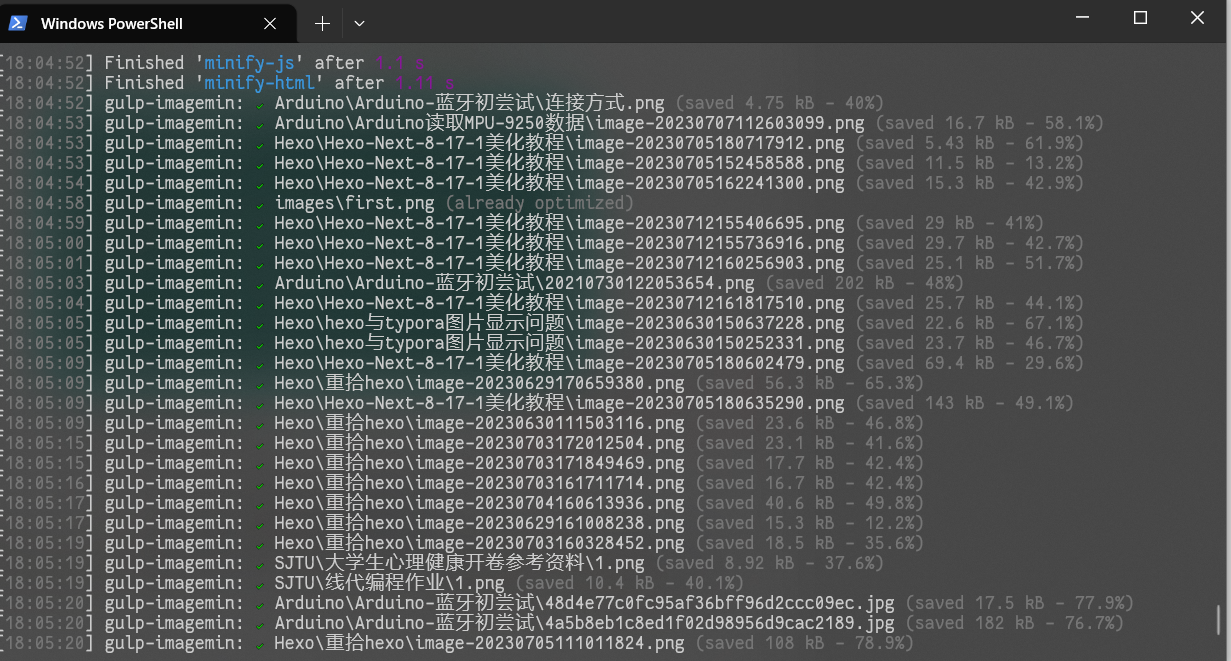 Windows PowerShell
[18:04:52] Finished 'minify-js' after 1.1 s
[18:04:52] Finished 'minify-html' after 1.11 s
[18:04:52] gulp-imagemin: ✓ Arduino\Arduino-蓝牙初尝试\连接方式.png (saved 4.75 kB - 40%)
[18:04:53] gulp-imagemin: ✓ Arduino\Arduino读取MPU-9250数据\image-20230707112603099.png (saved 16.7 kB - 58.1%)
[18:04:53] gulp-imagemin: ✓ Hexo\Hexo-Next-8-17-1美化教程\image-20230705180717912.png (saved 5.43 kB - 61.9%)
[18:04:53] gulp-imagemin: ✓ Hexo\Hexo-Next-8-17-1美化教程\image-20230705152458588.png (saved 11.5 kB - 13.2%)
[18:04:54] gulp-imagemin: ✓ Hexo\Hexo-Next-8-17-1美化教程\image-20230705162241300.png (saved 15.3 kB - 42.9%)
[18:04:58] gulp-imagemin: ✓ images\first.png (already optimized)
[18:04:59] gulp-imagemin: ✓ Hexo\Hexo-Next-8-17-1美化教程\image-20230712155406695.png (saved 29 kB - 41%)
[18:05:00] gulp-imagemin: ✓ Hexo\Hexo-Next-8-17-1美化教程\image-20230712155736916.png (saved 29.7 kB - 42.7%)
[18:05:01] gulp-imagemin: ✓ Hexo\Hexo-Next-8-17-1美化教程\image-20230712160256903.png (saved 25.1 kB - 51.7%)
[18:05:03] gulp-imagemin: ✓ Arduino\Arduino-蓝牙初尝试\20210730122053654.png (saved 202 kB - 48%)
[18:05:04] gulp-imagemin: ✓ Hexo\Hexo-Next-8-17-1美化教程\image-20230712161817510.png (saved 25.7 kB - 44.1%)
[18:05:05] gulp-imagemin: ✓ Hexo\hexo与typora图片显示问题\image-20230630150637228.png (saved 22.6 kB - 67.1%)
[18:05:05] gulp-imagemin: ✓ Hexo\hexo与typora图片显示问题\image-20230630150252331.png (saved 23.7 kB - 46.7%)
[18:05:09] gulp-imagemin: ✓ Hexo\Hexo-Next-8-17-1美化教程\image-20230705180602479.png (saved 69.4 kB - 29.6%)
[18:05:09] gulp-imagemin: ✓ Hexo\重拾hexo\image-20230629170659380.png (saved 56.3 kB - 65.3%)
[18:05:09] gulp-imagemin: ✓ Hexo\Hexo-Next-8-17-1美化教程\image-20230705180635290.png (saved 143 kB - 49.1%)
[18:05:09] gulp-imagemin: ✓ Hexo\重拾hexo\image-20230630111503116.png (saved 23.6 kB - 46.8%)
[18:05:15] gulp-imagemin: ✓ Hexo\重拾hexo\image-20230703172012504.png (saved 23.1 kB - 41.6%)
[18:05:15] gulp-imagemin: ✓ Hexo\重拾hexo\image-20230703171849469.png (saved 17.7 kB - 42.4%)
[18:05:16] gulp-imagemin: ✓ Hexo\重拾hexo\image-20230703161711714.png (saved 16.7 kB - 42.4%)
[18:05:17] gulp-imagemin: ✓ Hexo\重拾hexo\image-20230704160613936.png (saved 40.6 kB - 49.8%)
[18:05:17] gulp-imagemin: ✓ Hexo\重拾hexo\image-20230629161008238.png (saved 15.3 kB - 12.2%)
[18:05:19] gulp-imagemin: ✓ Hexo\重拾hexo\image-20230703160328452.png (saved 18.5 kB - 35.6%)
[18:05:19] gulp-imagemin: ✓ SJTU\大学生心理健康开卷参考资料\1.png (saved 8.92 kB - 37.6%)
[18:05:19] gulp-imagemin: ✓ SJTU\线代编程作业\1.png (saved 10.4 kB - 40.1%)
[18:05:20] gulp-imagemin: ✓ Arduino\Arduino-蓝牙初尝试\48d4e77c0fc95af36bff96d2ccc09ec.jpg (saved 17.5 kB - 77.9%)
[18:05:20] gulp-imagemin: ✓ Arduino\Arduino-蓝牙初尝试\4a5b8eb1c8ed1f02d98956d9cac2189.jpg (saved 182 kB - 76.7%)
[18:05:20] gulp-imagemin: ✓ Hexo\重拾hexo\image-20230705111011824.png (saved 108 kB - 78.9%)